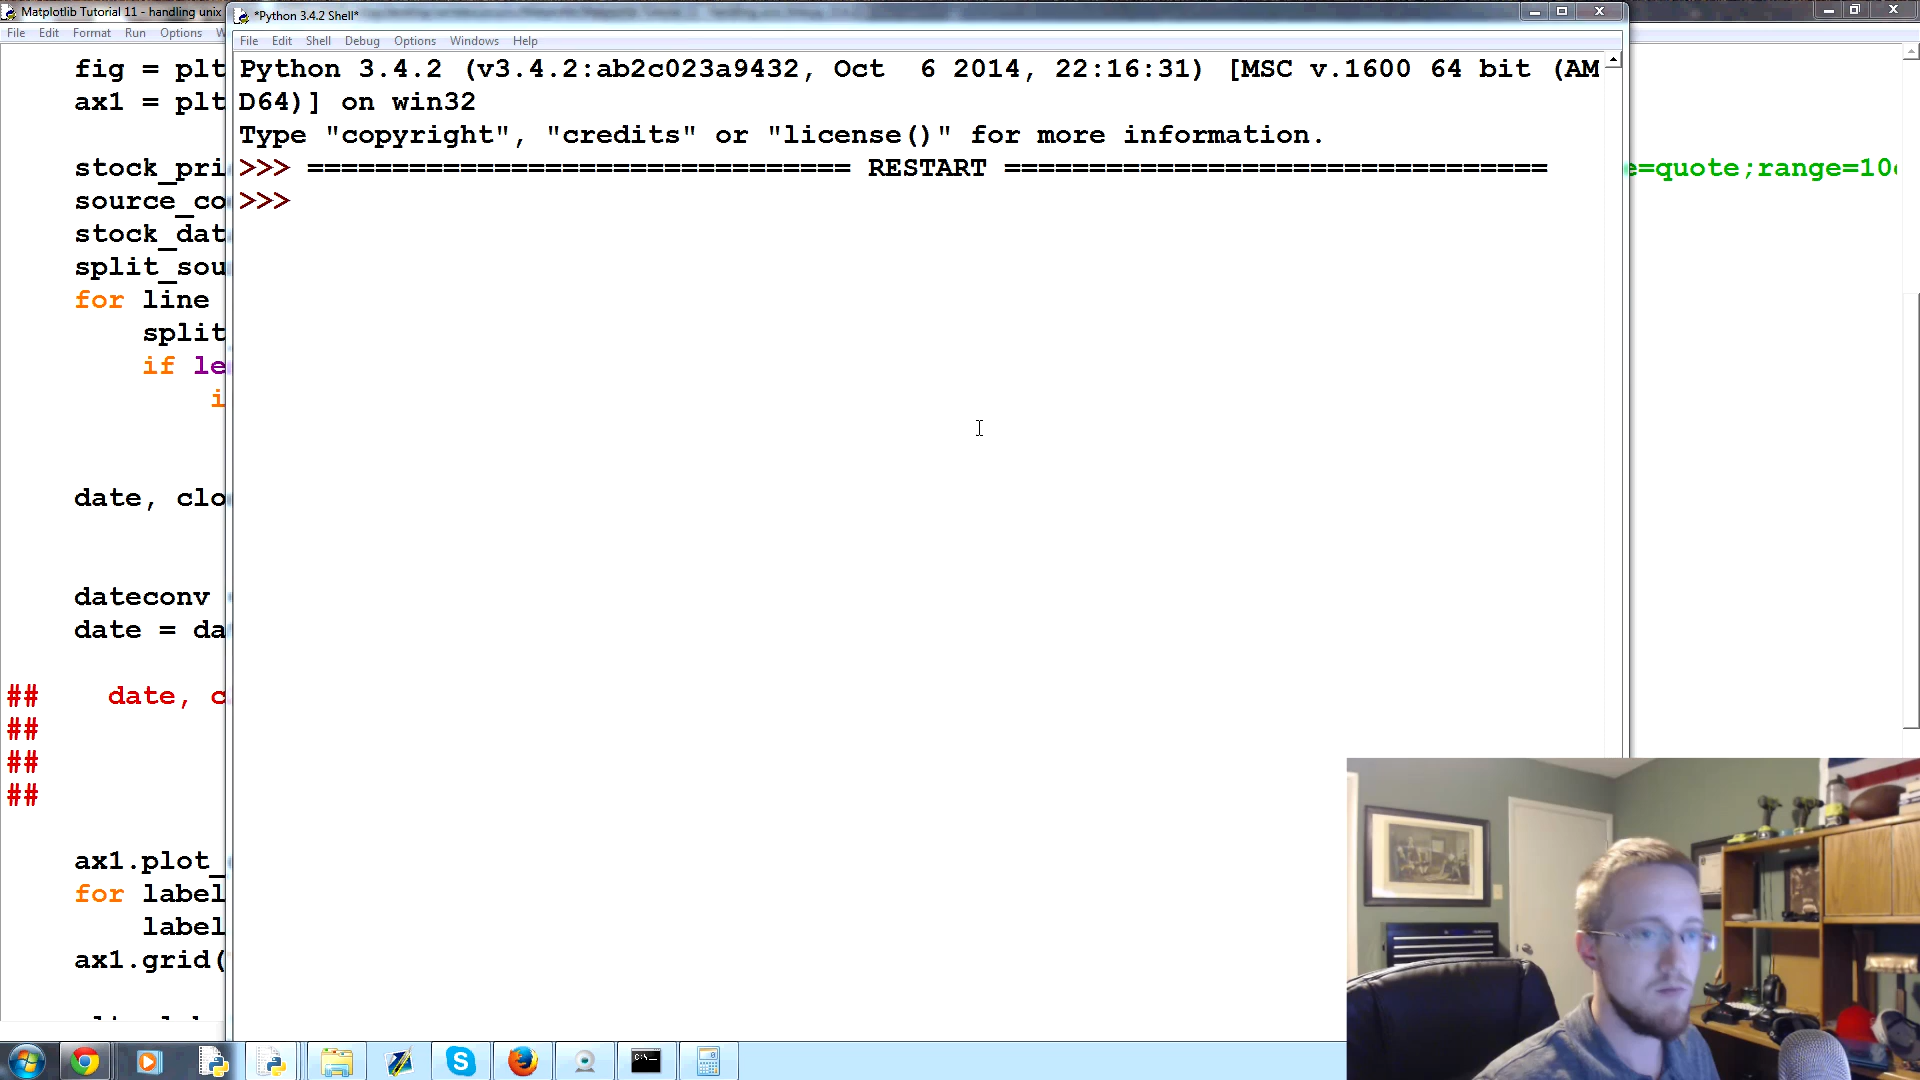 Matplotlib Tutorial 11 - handling unix
*Python 3.4.2 Shell*
File Edit Format Run Options W
File Edit Shell Debug Options Windows Help
Python 3.4.2 (v3.4.2:ab2c023a9432, Oct  6 2014, 22:16:31) [MSC v.1600 64 bit (AM
D64)] on win32
Type "copyright", "credits" or "license()" for more information.
>>> ================================ RESTART ================================
>>>
fig = plt
ax1 = plt
stock_pri
e=quote;range=10
source_co
stock_dat
split_sou
for line
split
if le
i
date, clo
dateconv
date = da
## date, c
##
##
##
ax1.plot_
for label
label
ax1.grid(
C:\_